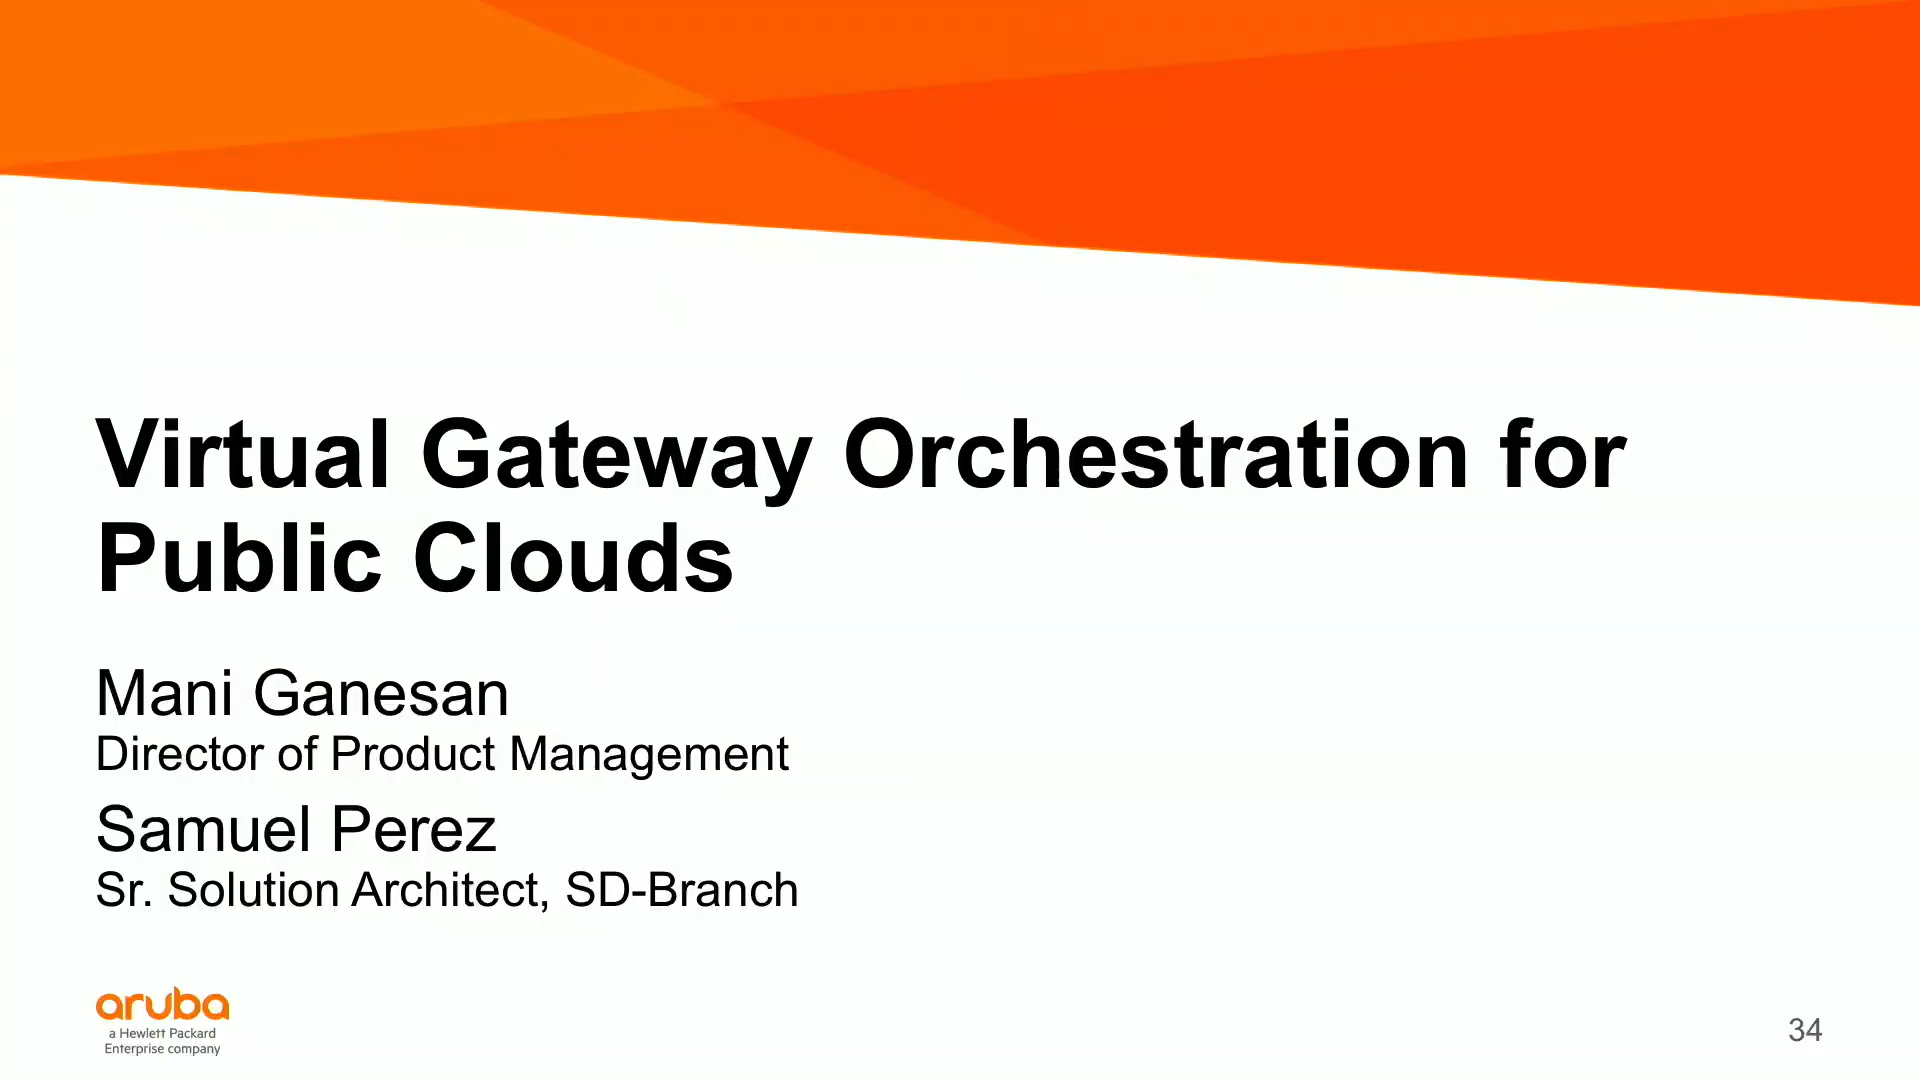 Virtual Gateway Orchestration for
Public Clouds
Mani Ganesan
Director of Product Management
Samuel Perez
Sr. Solution Architect, SD-Branch
aruba
a Hewlett Packard
Enterprise company
34